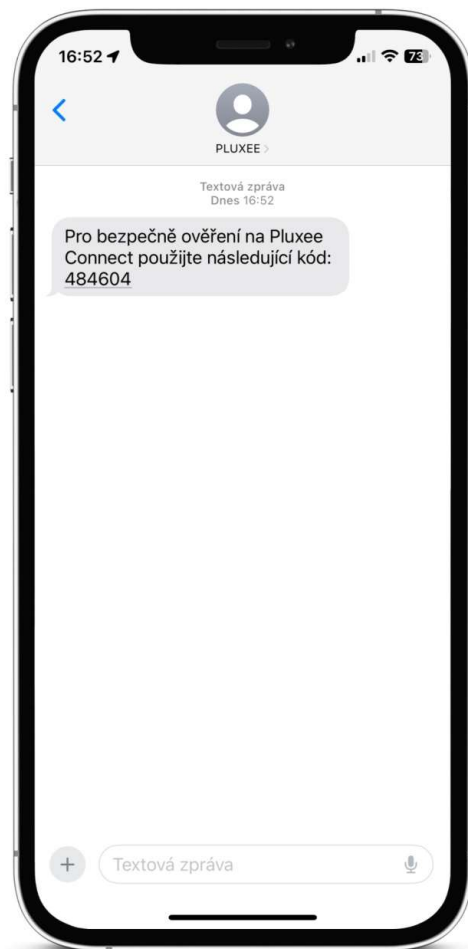 16:52
73
PLUXEE
Textová zpráva
Dnes 16:52
Pro bezpečně ověření na Pluxee
Connect použijte následující kód:
484604
Textová zpráva